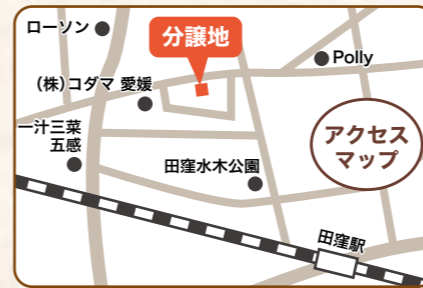 ローソン
分譲地
Polly
(株)コダマ 愛媛
一汁三菜
五感
アクセス
マップ
田窪水木公園
田窪駅